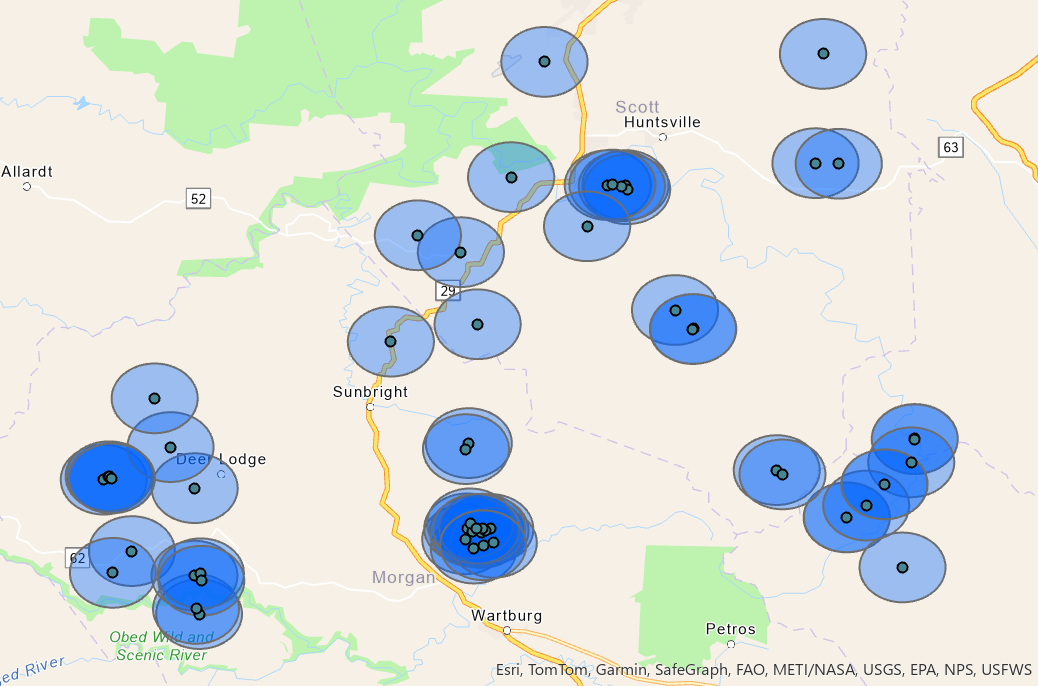 Scott
Huntsville
63
Allardt
52
29
Sunbright
Deer Lodge
62
Morgan
Wartburg
Petros
Obed Wild and
Scenic River
ed River
Esri, TomTom, Garmin, SafeGraph, FAO, METI/NASA, USGS, EPA, NPS, USFWS